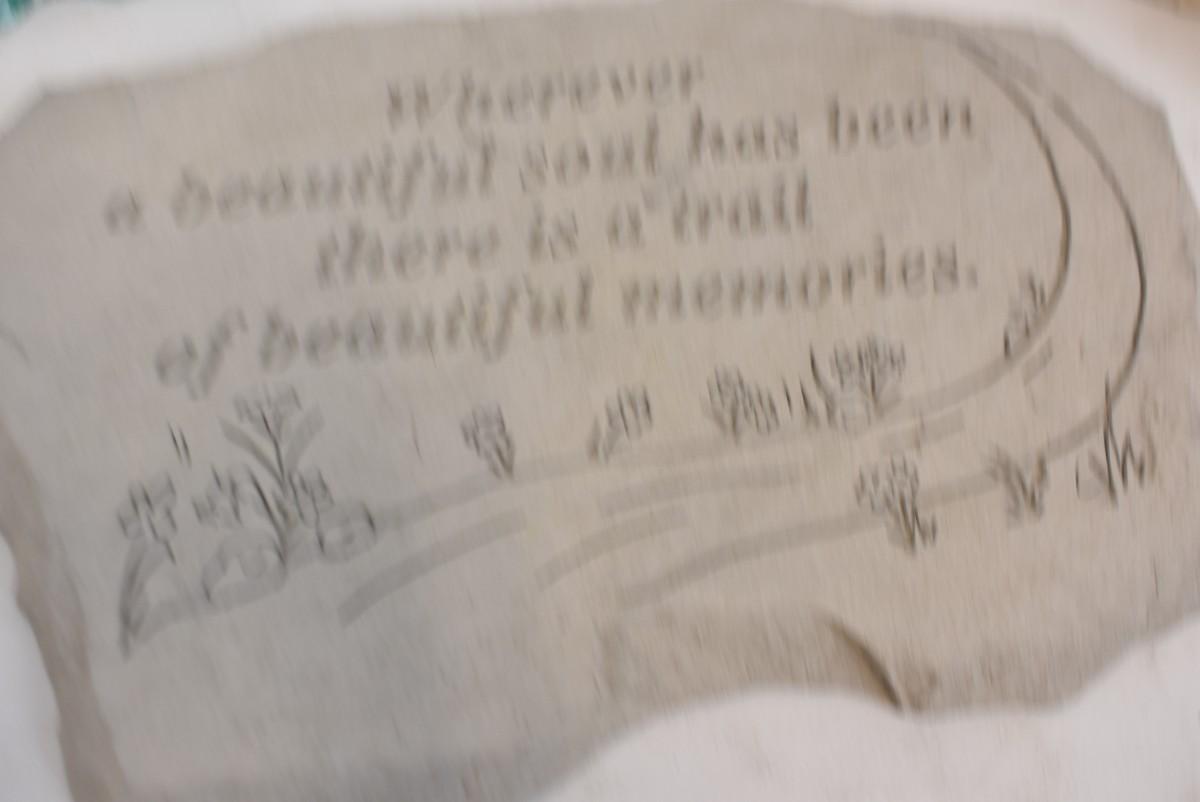 Wherever
a beautiful soul has been
there is a trail
of beautiful memories.